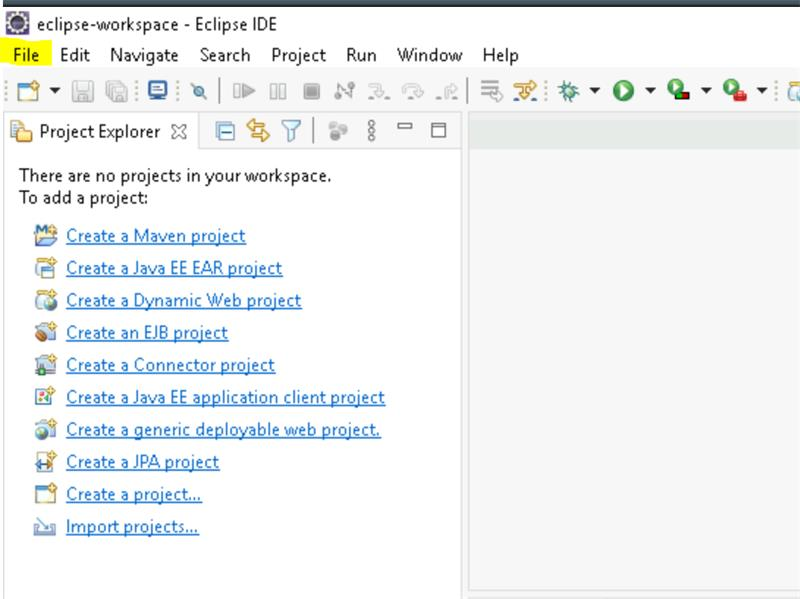 eclipse-workspace - Eclipse IDE
File Edit Navigate Search Project Run Window Help
Project Explorer
There are no projects in your workspace.
To add a project:
Create a Maven project
Create a Java EE EAR project
Create a Dynamic Web project
Create an EJB project
Create a Connector project
Create a Java EE application client project
Create a generic deployable web project.
Create a JPA project
Create a project...
Import projects...